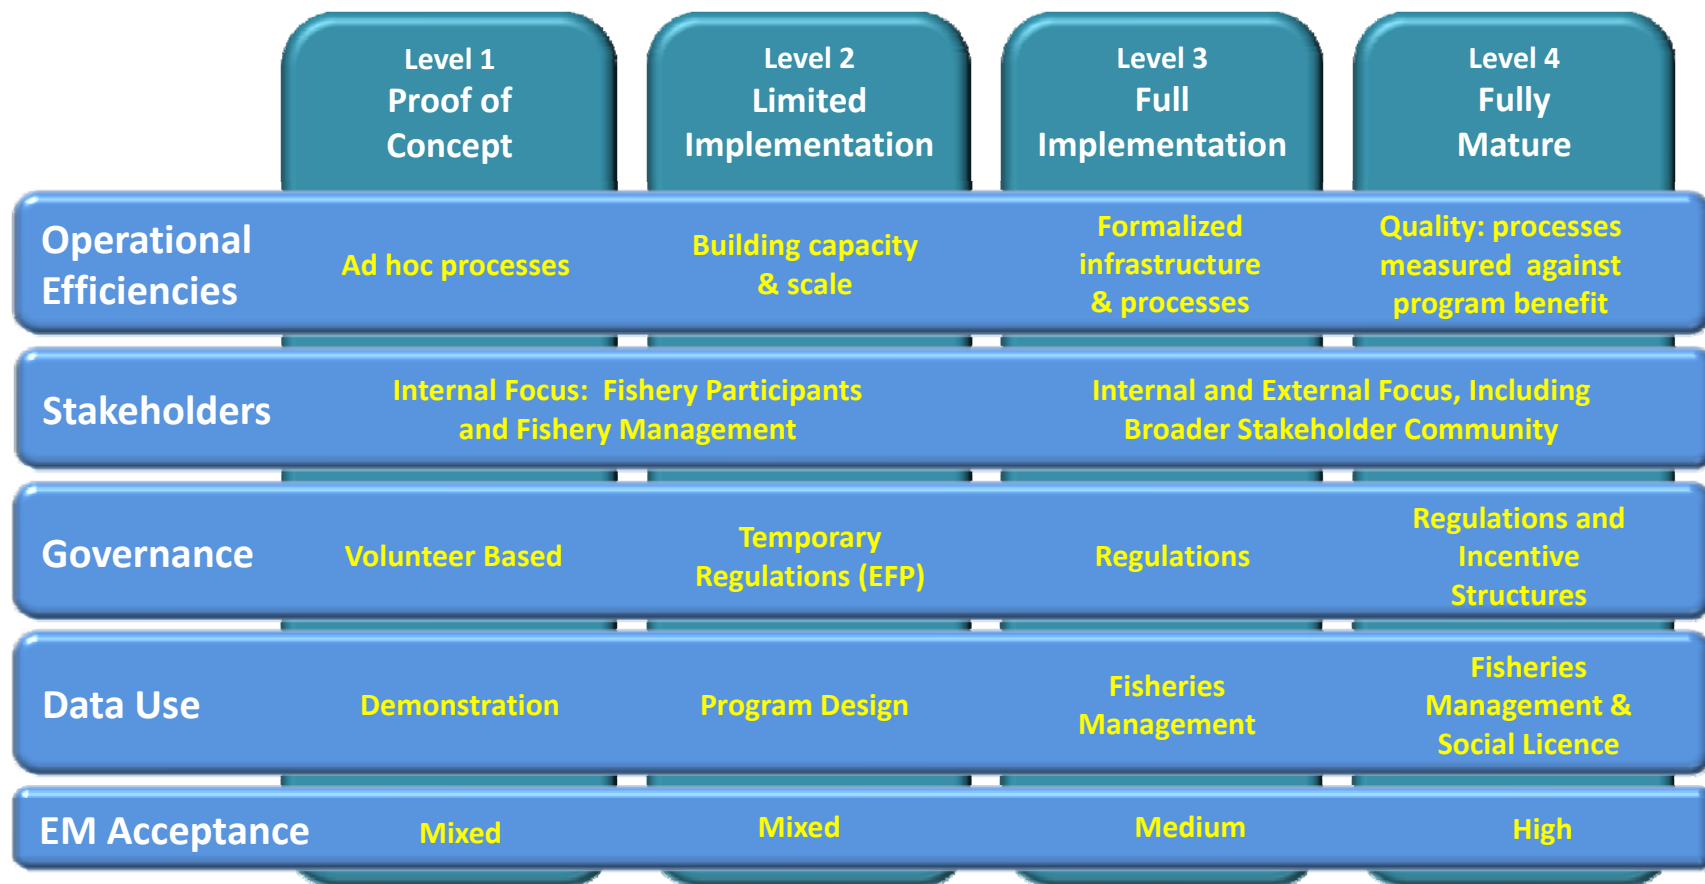 Level 1
Proof of
Concept
Level 2
Limited
Implementation
Level 3
Full
Implementation
Level 4
Fully
Mature
Operational
Efficiencies
Ad hoc processes
Building capacity
& scale
Formalized
infrastructure
& processes
Quality: processes
measured against
program benefit
Stakeholders
Internal Focus: Fishery Participants
and Fishery Management
Internal and External Focus, Including
Broader Stakeholder Community
Governance
Volunteer Based
Temporary
Regulations (EFP)
Regulations
Regulations and
Incentive
Structures
Data Use
Demonstration
Program Design
Fisheries
Management
Fisheries
Management &
Social Licence
EM Acceptance
Mixed
Mixed
Medium
High